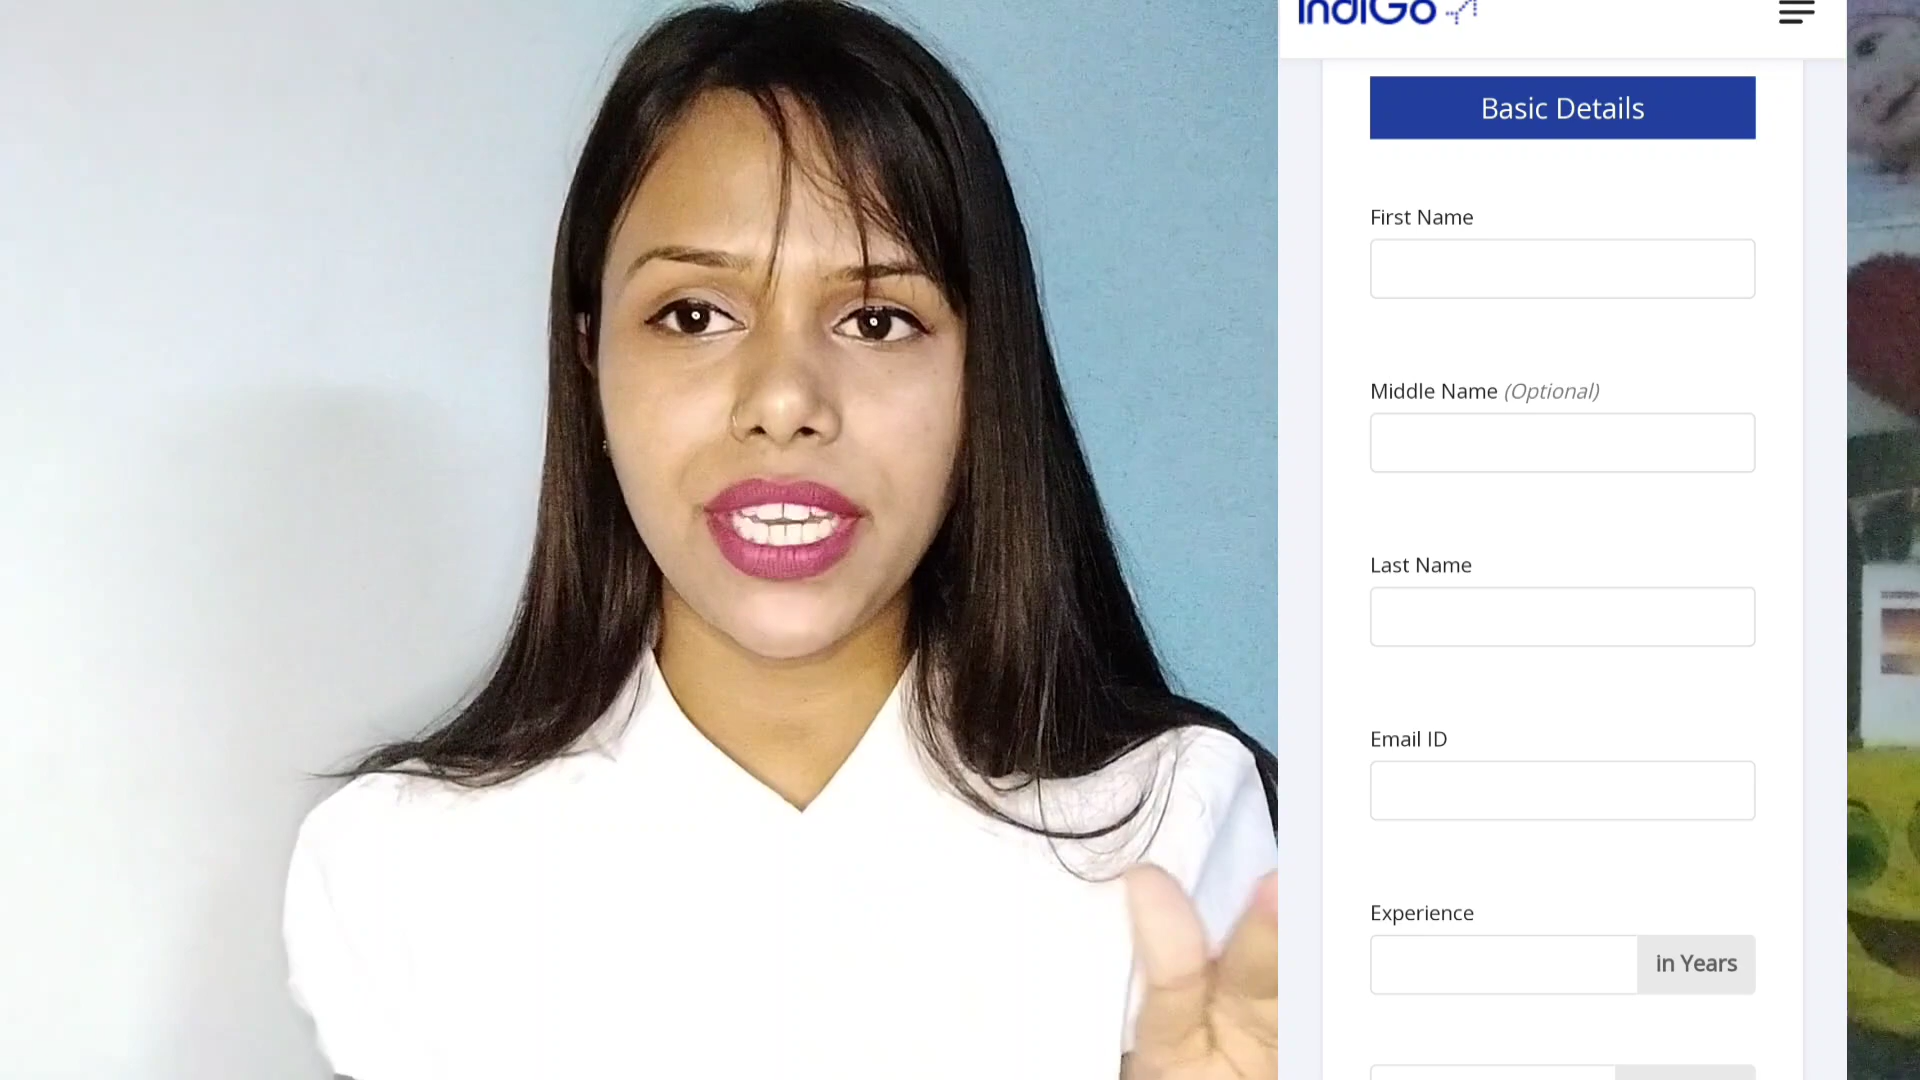 IndiGo
Basic Details
First Name
Middle Name (Optional)
Last Name
Email ID
Experience
in Years